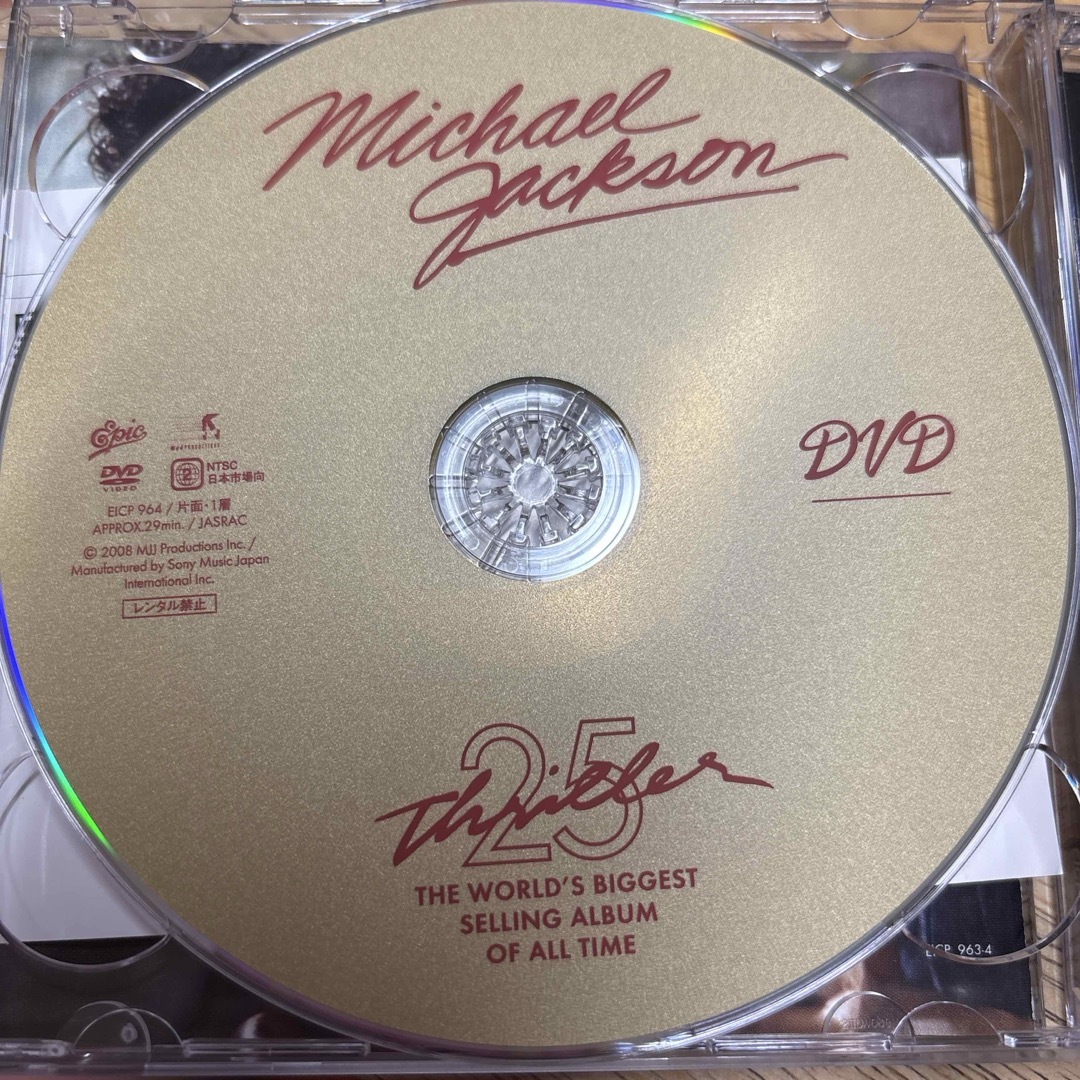 Michael
Jackson
Epic
MJJ PRODUCTIONS
DVD
VIDEO
2
NTSC
日本市場向
EICP 964 / 片面・1層
APPROX.29min. / JASRAC
© 2008 MJJ Productions Inc. /
Manufactured by Sony Music Japan
International Inc.
レンタル禁止
DVD
25
Thriller
THE WORLD'S BIGGEST
SELLING ALBUM
OF ALL TIME
EICP 963-4